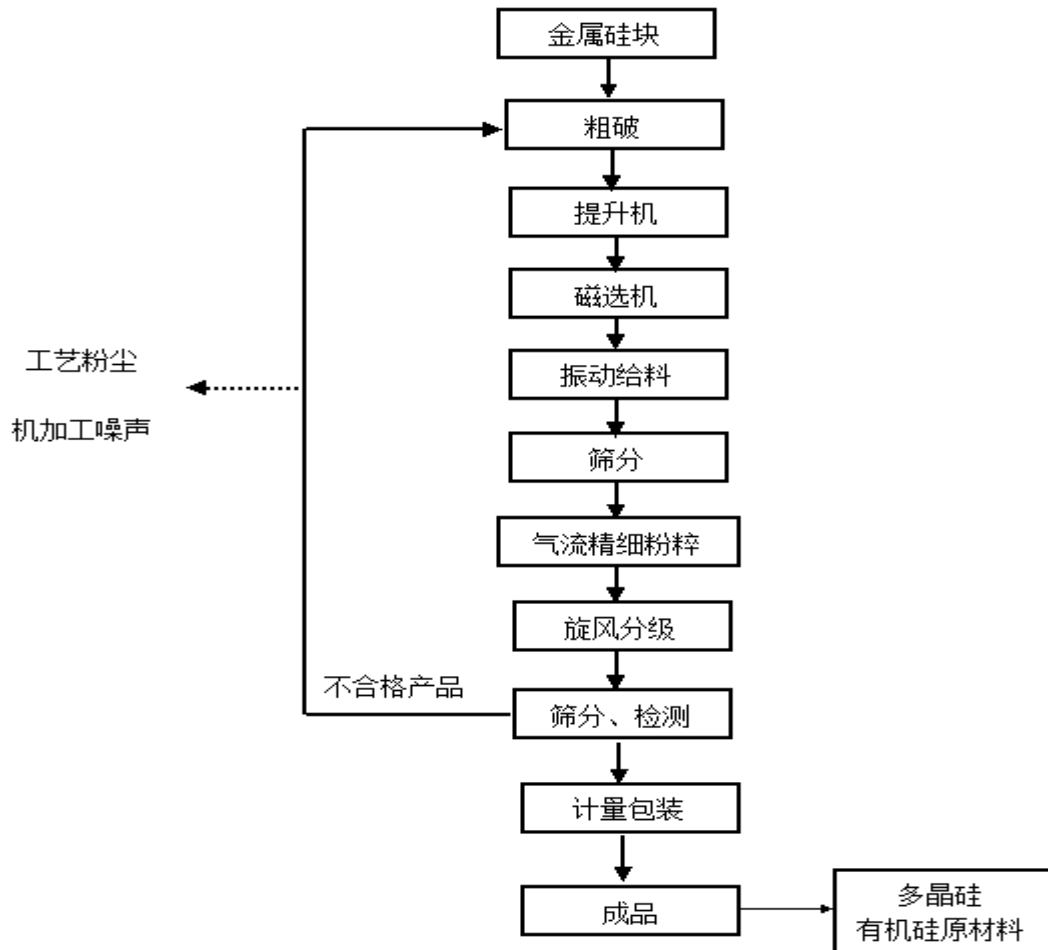 金属硅块
粗破
提升机
磁选机
工艺粉尘
机加工噪声
振动给料
筛分
气流精细粉粹
旋风分级
不合格产品
筛分、检测
计量包装
成品
多晶硅
有机硅原材料